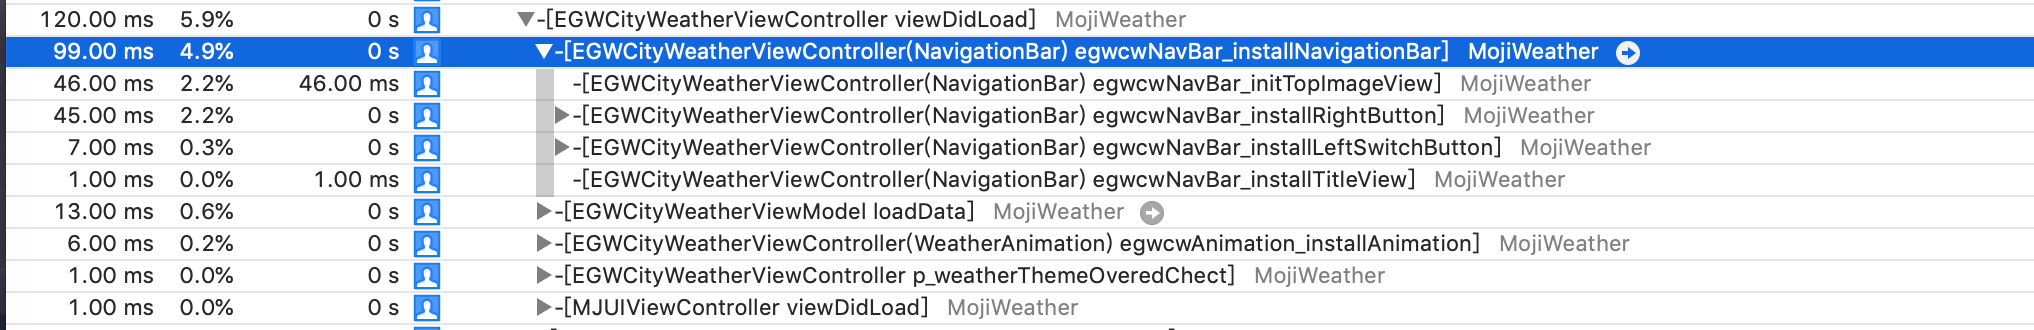 120.00 ms 5.9% 0 s ▼-[EGWCityWeatherViewController viewDidLoad] MojiWeather
99.00 ms 4.9% 0 s ▼-[EGWCityWeatherViewController(NavigationBar) egwcwNavBar_installNavigationBar] MojiWeather
46.00 ms 2.2% 46.00 ms -[EGWCityWeatherViewController(NavigationBar) egwcwNavBar_initTopImageView] MojiWeather
45.00 ms 2.2% 0 s ▶-[EGWCityWeatherViewController(NavigationBar) egwcwNavBar_installRightButton] MojiWeather
7.00 ms 0.3% 0 s ▶-[EGWCityWeatherViewController(NavigationBar) egwcwNavBar_installLeftSwitchButton] MojiWeather
1.00 ms 0.0% 1.00 ms -[EGWCityWeatherViewController(NavigationBar) egwcwNavBar_installTitleView] MojiWeather
13.00 ms 0.6% 0 s ▶-[EGWCityWeatherViewModel loadData] MojiWeather
6.00 ms 0.2% 0 s ▶-[EGWCityWeatherViewController(WeatherAnimation) egwcwAnimation_installAnimation] MojiWeather
1.00 ms 0.0% 0 s ▶-[EGWCityWeatherViewController p_weatherThemeOveredChect] MojiWeather
1.00 ms 0.0% 0 s ▶-[MJUIViewController viewDidLoad] MojiWeather